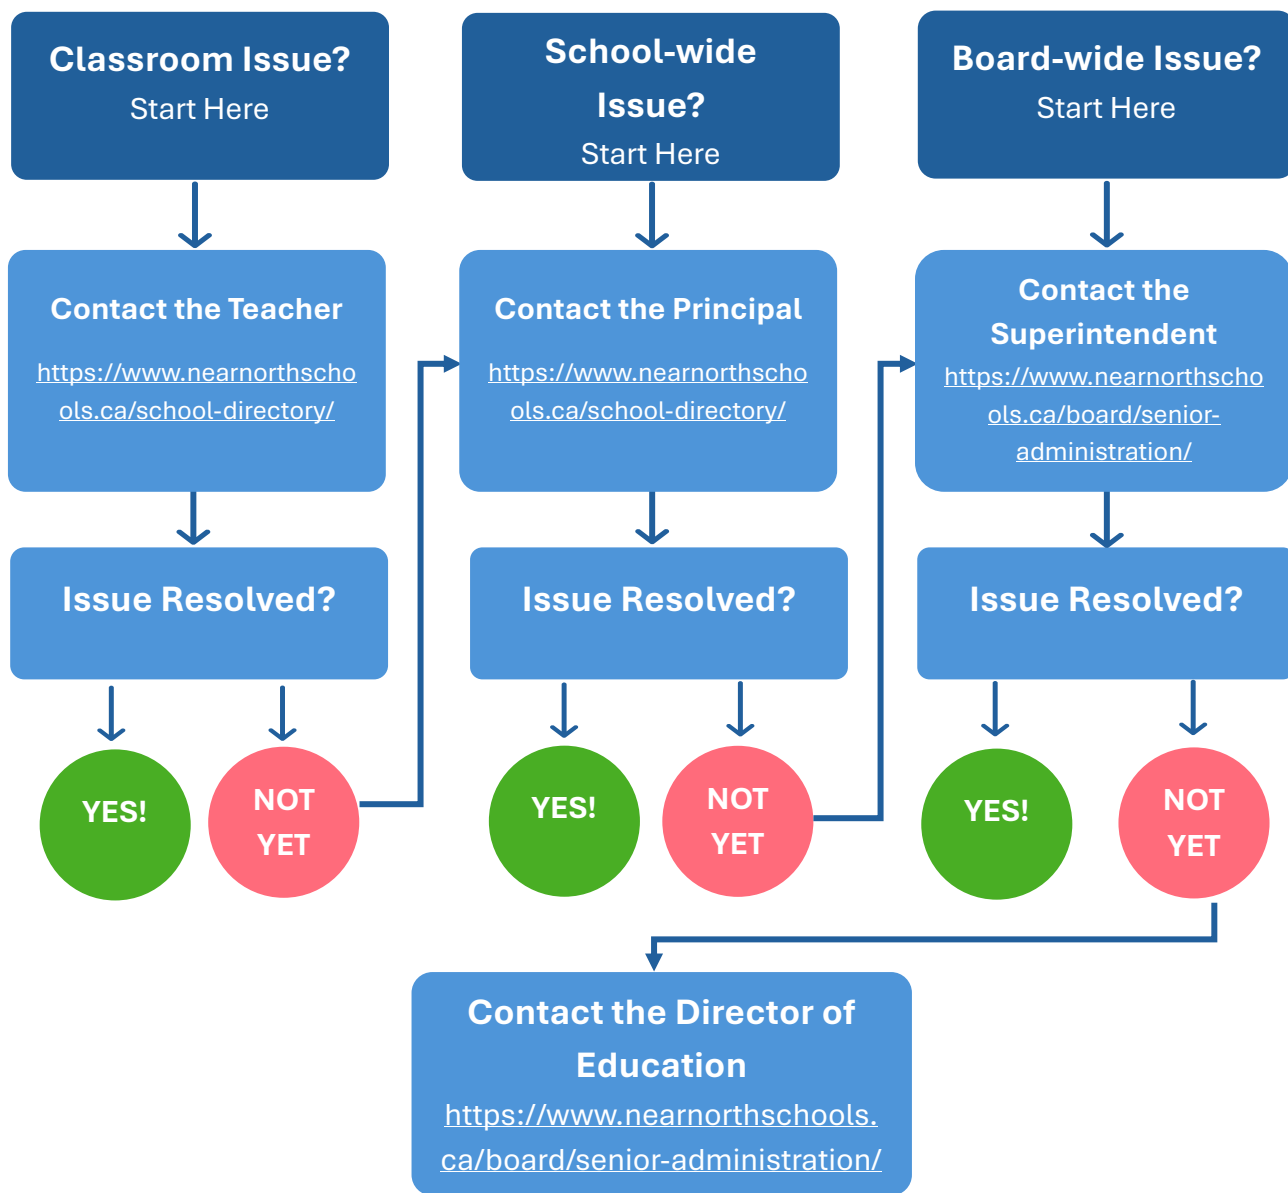 Classroom Issue?
Start Here
Contact the Teacher
https://www.nearnorthscho
ols.ca/school-directory/
Issue Resolved?
YES!
NOT
YET
School-wide
Issue?
Start Here
Contact the Principal
https://www.nearnorthscho
ols.ca/school-directory/
Issue Resolved?
YES!
NOT
YET
Board-wide Issue?
Start Here
Contact the
Superintendent
https://www.nearnorthscho
ols.ca/board/senior-
administration/
Issue Resolved?
YES!
NOT
YET
Contact the Director of
Education
https://www.nearnorthschools.
ca/board/senior-administration/